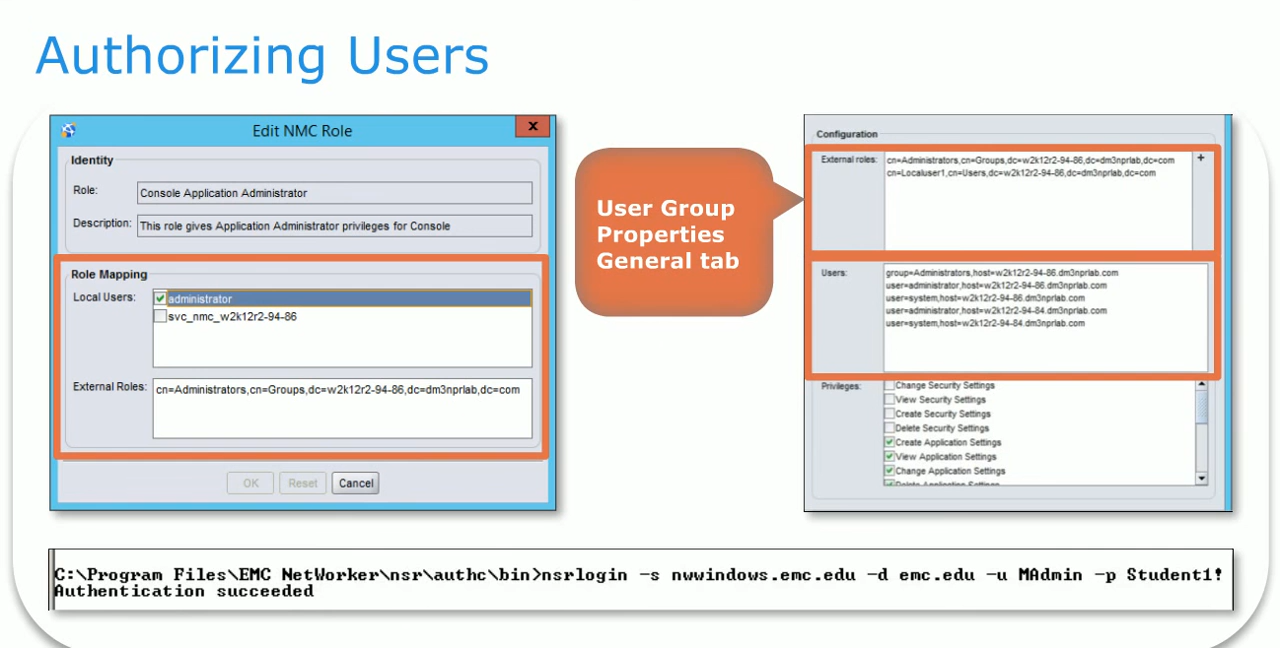 Authorizing Users
Edit NMC Role
x
Identity
Role: Console Application Administrator
Description: This role gives Application Administrator privileges for Console
Role Mapping
Local Users: administrator
svc_nmc_w2k12r2-94-86
External Roles: cn=Administrators,cn=Groups,dc=w2k12r2-94-86,dc=dm3nprlab,dc=com
OK Reset Cancel
User Group
Properties
General tab
Configuration
External roles: cn=Administrators,cn=Groups,dc=w2k12r2-94-86,dc=dm3nprlab,dc=com +
cn=Localuser1,cn=Users,dc=w2k12r2-94-86,dc=dm3nprlab,dc=com
Users: group=Administrators,host=w2k12r2-94-86.dm3nprlab.com
user=administrator,host=w2k12r2-94-86.dm3nprlab.com
user=system,host=w2k12r2-94-86.dm3nprlab.com
user=administrator,host=w2k12r2-94-84.dm3nprlab.com
user=system,host=w2k12r2-94-84.dm3nprlab.com
Privileges: Change Security Settings
View Security Settings
Create Security Settings
Delete Security Settings
Create Application Settings
View Application Settings
Change Application Settings
Delete Application Settings
C:\Program Files\EMC NetWorker\nsr\authc\bin>nsrlogin -s nwwindows.emc.edu -d emc.edu -u MAdmin -p Student1!
Authentication succeeded